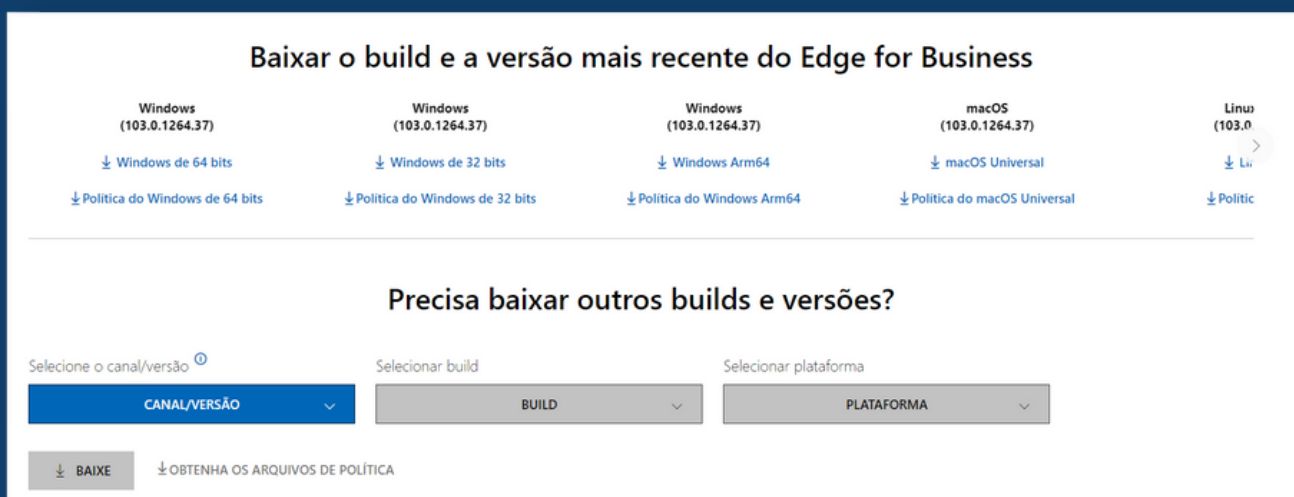 Baixar o build e a versão mais recente do Edge for Business
Windows Windows Windows macOS Linux
(103.0.1264.37) (103.0.1264.37) (103.0.1264.37) (103.0.1264.37) (103.0
Windows de 64 bits Windows de 32 bits Windows Arm64 macOS Universal
Política do Windows de 64 bits Política do Windows de 32 bits Política do Windows Arm64 Política do macOS Universal Polític
Precisa baixar outros builds e versões?
Selecione o canal/versão Selecionar build Selecionar plataforma
CANAL/VERSÃO BUILD PLATAFORMA
BAIXE OBTENHA OS ARQUIVOS DE POLÍTICA